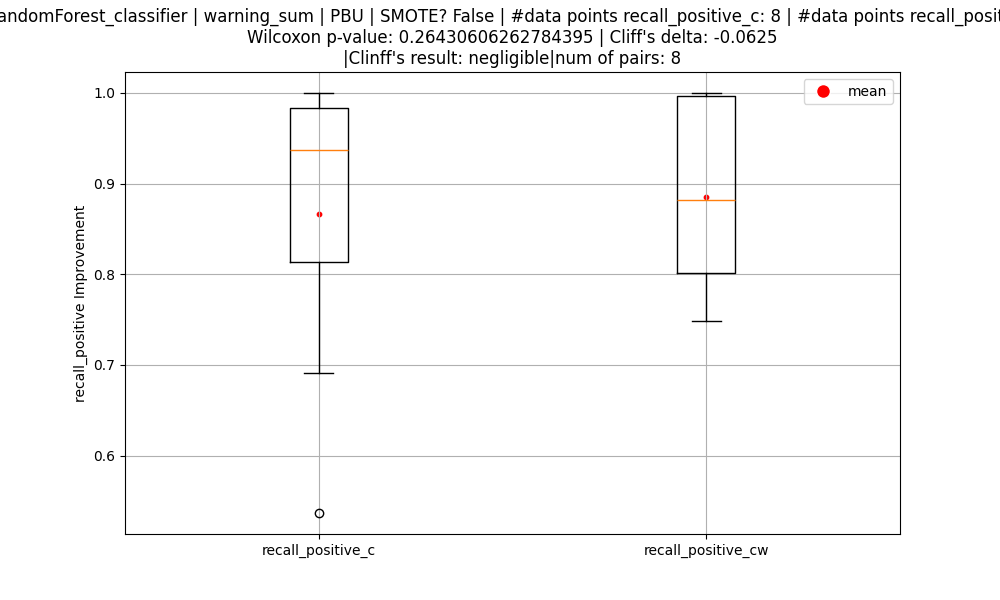 andomForest_classifier | warning_sum | PBU | SMOTE? False | #data points recall_positive_c: 8 | #data points recall_posit
Wilcoxon p-value: 0.26430606262784395 | Cliff's delta: -0.0625
|Clinff's result: negligible|num of pairs: 8
mean
1.0
0.9
0.8
0.7
0.6
recall_positive Improvement
recall_positive_c
recall_positive_cw